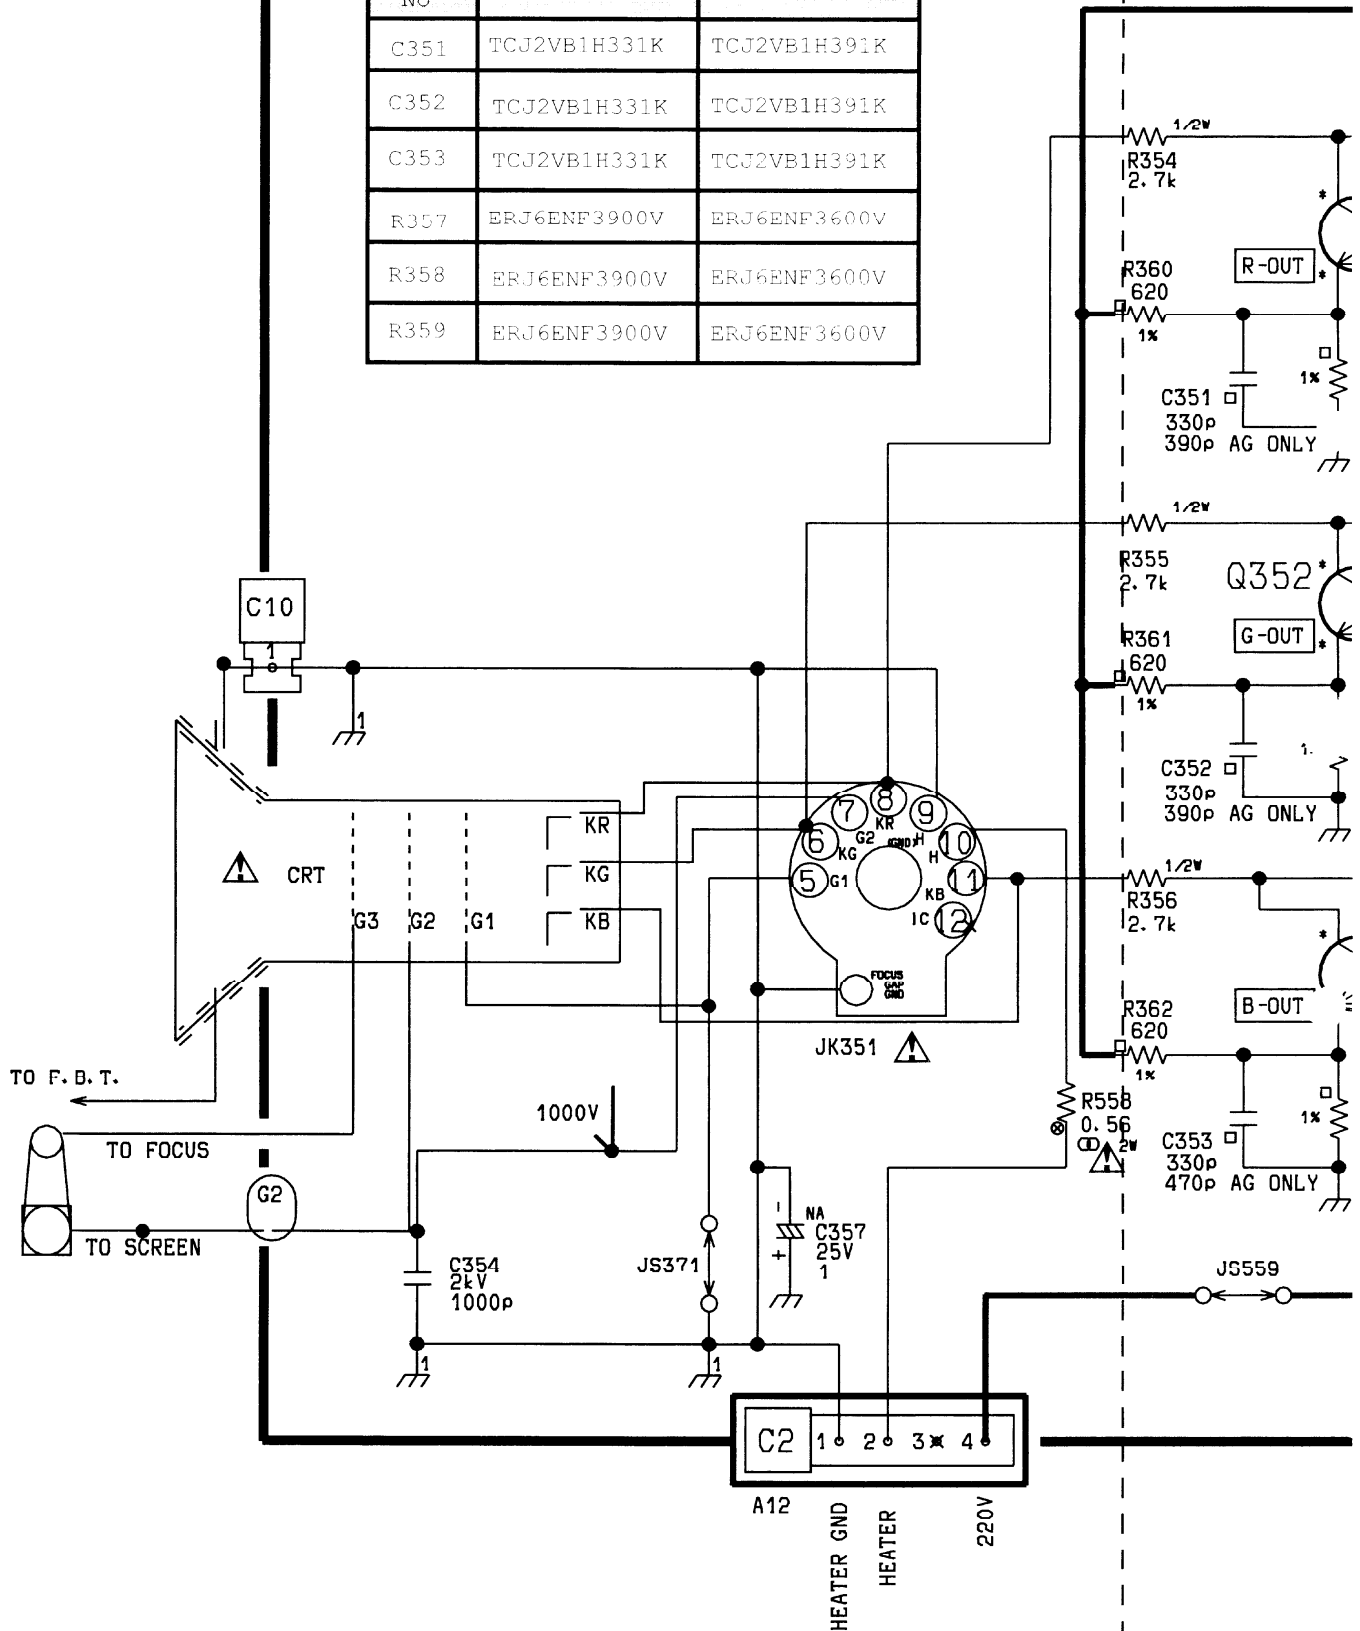 NO
C351 TCJ2VB1H331K TCJ2VB1H391K
C352 TCJ2VB1H331K TCJ2VB1H391K
C353 TCJ2VB1H331K TCJ2VB1H391K
R357 ERJ6ENF3900V ERJ6ENF3600V
R358 ERJ6ENF3900V ERJ6ENF3600V
R359 ERJ6ENF3900V ERJ6ENF3600V
1/2W
R354
2.7k
*
R-OUT
*
R360
620
1%
1%
C351
330p
390p AG ONLY
1/2W
R355
2.7k
Q352
*
G-OUT
*
R361
620
1%
1.
C352
330p
390p AG ONLY
1/2W
R356
2.7k
*
B-OUT
R362
620
1%
1%
C353
330p
470p AG ONLY
C10
1
1
CRT
KR
KG
KB
G3
G2
G1
5 G1
6 KG
7 G2
8 KR
9 H
10 H
11 KB
12 IC
(GND)
FOCUS
GAP
GND
JK351
TO F.B.T.
TO FOCUS
1000V
G2
TO SCREEN
R558
0.56
2W
C354
2kV
1000p
JS371
NA
C357
25V
1
-
+
JS559
1
1
C2 1 2 3 4
A12
HEATER GND
HEATER
220V